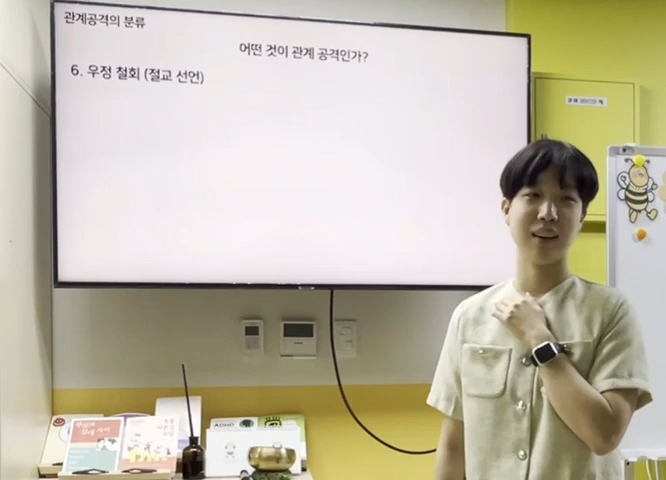 관계공격의 분류
어떤 것이 관계 공격인가?
6. 우정 철회 (절교 선언)
ADHD